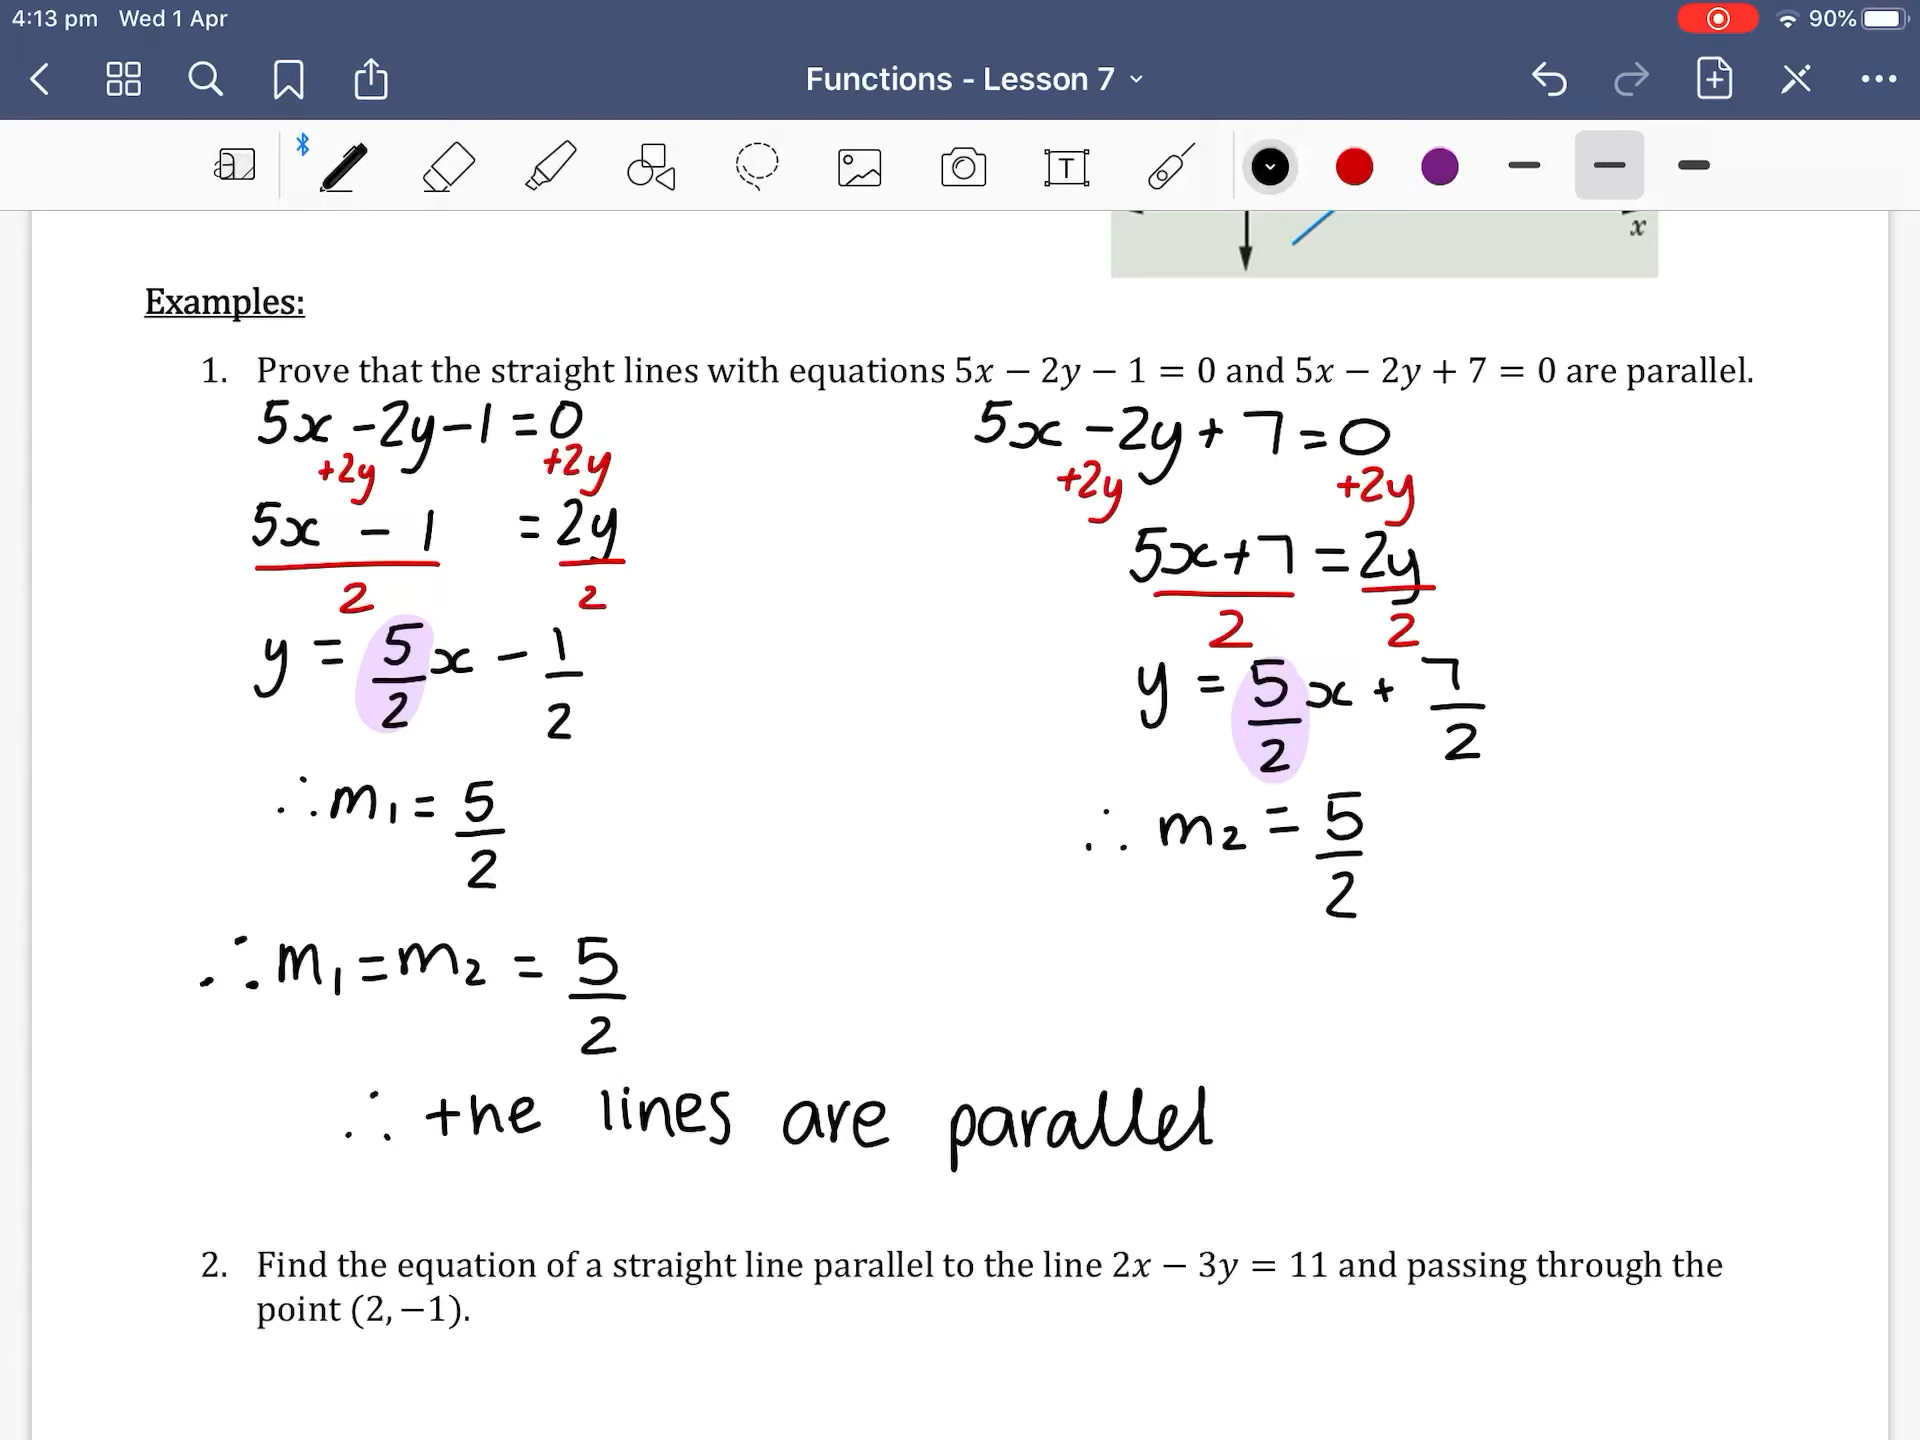 4:13 pm Wed 1 Apr 90%
Functions - Lesson 7
a T
x
Examples:
1. Prove that the straight lines with equations 5x − 2y − 1 = 0 and 5x − 2y + 7 = 0 are parallel.
5x - 2y - 1 = 0
+2y +2y
5x - 1 = 2y
2 2
y = 5/2 x - 1/2
∴ m₁ = 5/2
5x - 2y + 7 = 0
+2y +2y
5x + 7 = 2y
2 2
y = 5/2 x + 7/2
∴ m₂ = 5/2
∴ m₁ = m₂ = 5/2
∴ the lines are parallel
2. Find the equation of a straight line parallel to the line 2x − 3y = 11 and passing through the
point (2, −1).